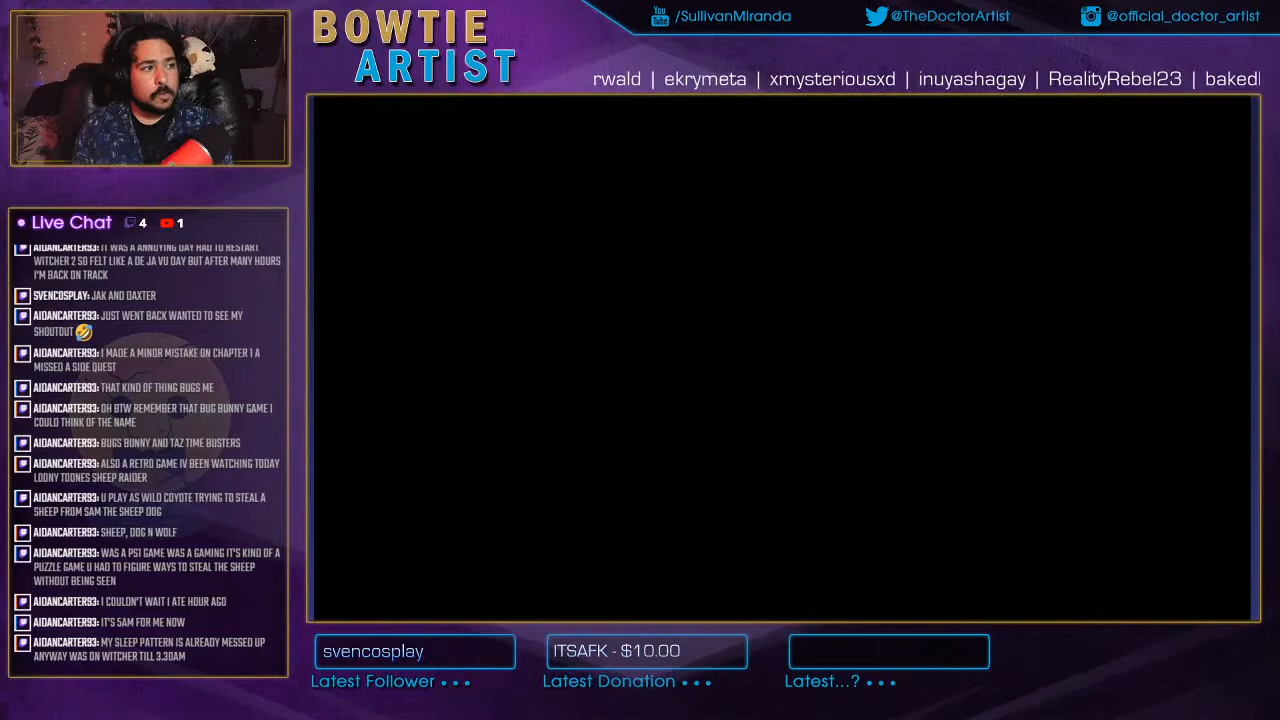 BOWTIE
ARTIST
/SullivanMiranda
@TheDoctorArtist
@official_doctor_artist
rwald | ekrymeta | xmysteriousxd | inuyashagay | RealityRebel23 | baked
Live Chat 4 1
AIDANCARTER93: IT WAS A ANNOYING DAY HAD TO RESTART
WITCHER 2 SO FELT LIKE A DE JA VU DAY BUT AFTER MANY HOURS
I'M BACK ON TRACK
SVENCOSPLAY: JAK AND DAXTER
AIDANCARTER93: JUST WENT BACK WANTED TO SEE MY
SHOUTOUT 🤣
AIDANCARTER93: I MADE A MINOR MISTAKE ON CHAPTER 1 A
MISSED A SIDE QUEST
AIDANCARTER93: THAT KIND OF THING BUGS ME
AIDANCARTER93: OH BTW REMEMBER THAT BUG BUNNY GAME I
COULD THINK OF THE NAME
AIDANCARTER93: BUGS BUNNY AND TAZ TIME BUSTERS
AIDANCARTER93: ALSO A RETRO GAME IV BEEN WATCHING TODAY
LOONY TOONES SHEEP RAIDER
AIDANCARTER93: U PLAY AS WILD COYOTE TRYING TO STEAL A
SHEEP FROM SAM THE SHEEP DOG
AIDANCARTER93: SHEEP, DOG N WOLF
AIDANCARTER93: WAS A PS1 GAME WAS A GAMING IT'S KIND OF A
PUZZLE GAME U HAD TO FIGURE WAYS TO STEAL THE SHEEP
WITHOUT BEING SEEN
AIDANCARTER93: I COULDN'T WAIT I ATE HOUR AGO
AIDANCARTER93: IT'S 5AM FOR ME NOW
AIDANCARTER93: MY SLEEP PATTERN IS ALREADY MESSED UP
ANYWAY WAS ON WITCHER TILL 3.30AM
svencosplay
Latest Follower • • •
ITSAFK - $10.00
Latest Donation • • •
Latest...? • • •